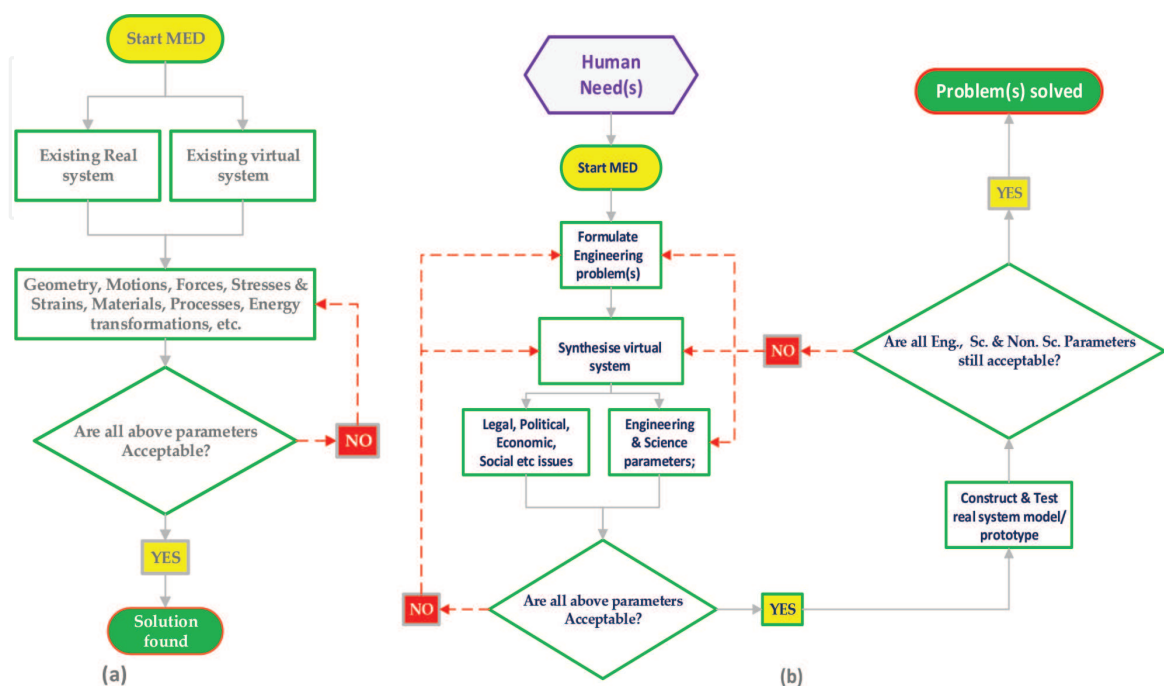 Start MED
Existing Real
system
Existing virtual
system
Geometry, Motions, Forces, Stresses &
Strains, Materials, Processes, Energy
transformations, etc.
Are all above parameters
Acceptable?
NO
YES
Solution
found
(a)
Human
Need(s)
Start MED
Formulate
Engineering
problem(s)
Synthesise virtual
system
Legal, Political,
Economic,
Social etc issues
Engineering
& Science
parameters;
Are all above parameters
Acceptable?
NO
YES
Construct & Test
real system model/
prototype
Are all Eng., Sc. & Non. Sc. Parameters
still acceptable?
NO
YES
Problem(s) solved
(b)